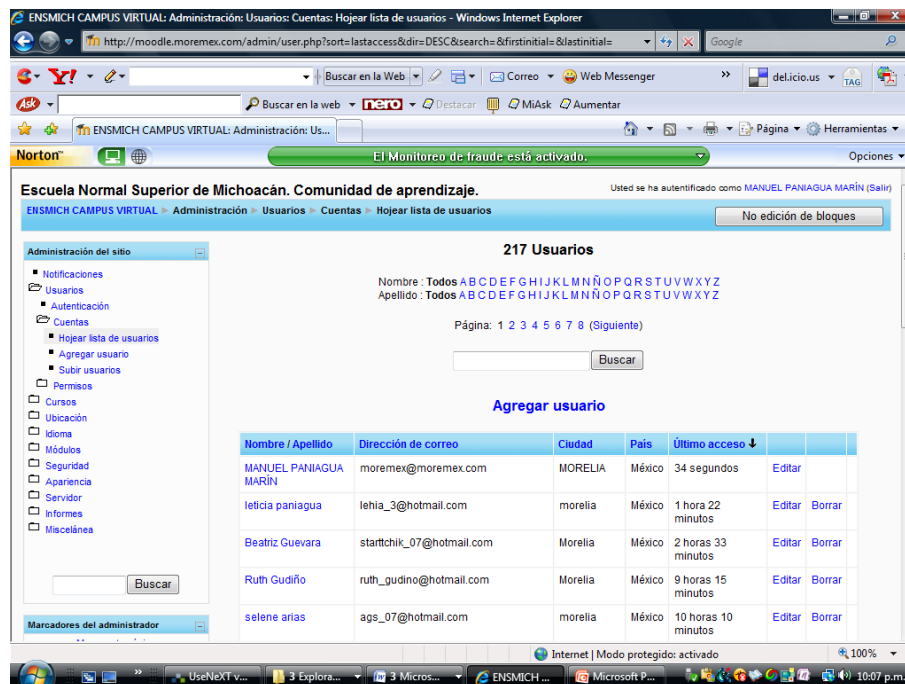 ENSMICH CAMPUS VIRTUAL: Administración: Usuarios: Cuentas: Hojear lista de usuarios - Windows Internet Explorer
http://moodle.moremex.com/admin/user.php?sort=lastaccess&dir=DESC&search=&firstinitial=&lastinitial=
Google
Y! Buscar en la Web Correo Web Messenger » del.icio.us TAG
Ask Buscar en la web nero Destacar MiAsk Aumentar
ENSMICH CAMPUS VIRTUAL: Administración: Us... Página Herramientas
Norton El Monitoreo de fraude está activado. Opciones
Escuela Normal Superior de Michoacán. Comunidad de aprendizaje. Usted se ha autentificado como MANUEL PANIAGUA MARÍN (Salir)
ENSMICH CAMPUS VIRTUAL ► Administración ► Usuarios ► Cuentas ► Hojear lista de usuarios No edición de bloques
Administración del sitio
Notificaciones
Usuarios
Autenticación
Cuentas
Hojear lista de usuarios
Agregar usuario
Subir usuarios
Permisos
Cursos
Ubicación
Idioma
Módulos
Seguridad
Apariencia
Servidor
Informes
Miscelánea
Buscar
Marcadores del administrador
217 Usuarios
Nombre : Todos A B C D E F G H I J K L M N Ñ O P Q R S T U V W X Y Z
Apellido : Todos A B C D E F G H I J K L M N Ñ O P Q R S T U V W X Y Z
Página: 1 2 3 4 5 6 7 8 (Siguiente)
Buscar
Agregar usuario
Nombre / Apellido Dirección de correo Ciudad País Último acceso
MANUEL PANIAGUA MARÍN moremex@moremex.com MORELIA México 34 segundos Editar
leticia paniagua lehia_3@hotmail.com morelia México 1 hora 22 minutos Editar Borrar
Beatriz Guevara starttchik_07@hotmail.com Morelia México 2 horas 33 minutos Editar Borrar
Ruth Gudiño ruth_gudino@hotmail.com Morelia México 9 horas 15 minutos Editar Borrar
selene arias ags_07@hotmail.com morelia México 10 horas 10 minutos Editar Borrar
Internet | Modo protegido: activado 100%
» UseNeXT v... 3 Explora... 3 Micros... ENSMICH ... Microsoft P... 10:07 p.m.